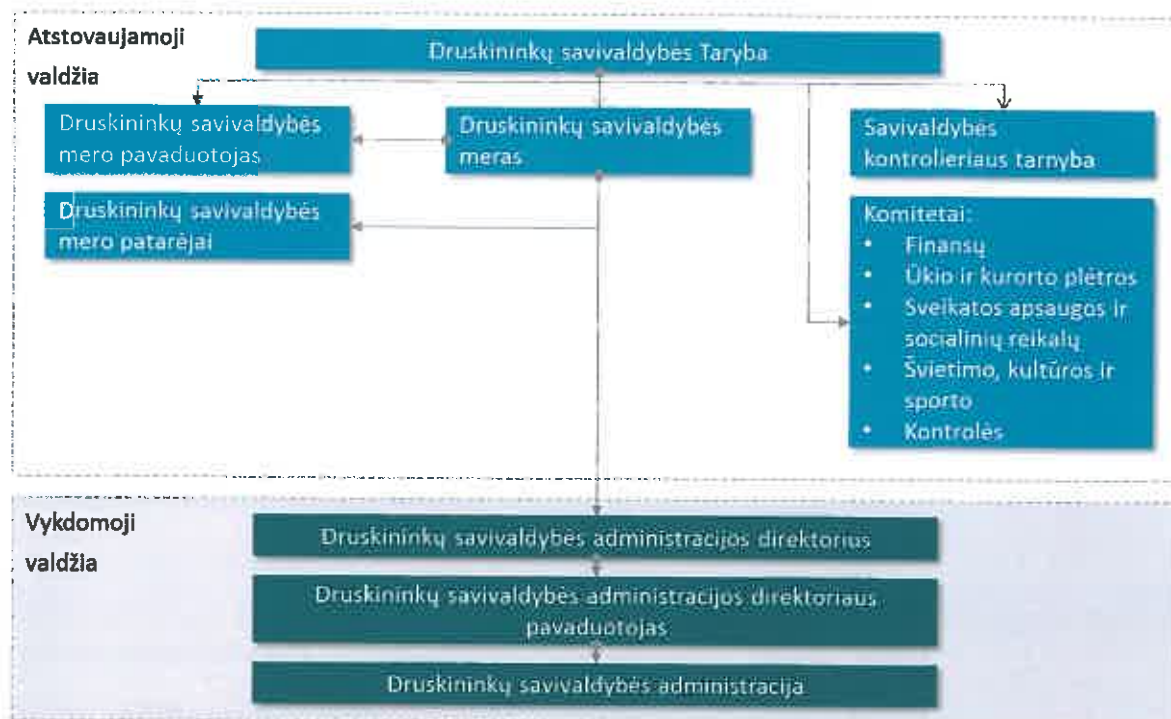 Atstovaujamoji
valdžia
Druskininkų savivaldybės Taryba
Druskininkų savivaldybės
mero pavaduotojas
Druskininkų savivaldybės
meras
Savivaldybės
kontrolieriaus tarnyba
Druskininkų savivaldybės
mero patarėjai
Komitetai:
• Finansų
• Ūkio ir kurorto plėtros
• Sveikatos apsaugos ir
socialinių reikalų
• Švietimo, kultūros ir
sporto
• Kontrolės
Vykdomoji
valdžia
Druskininkų savivaldybės administracijos direktorius
Druskininkų savivaldybės administracijos direktoriaus
pavaduotojas
Druskininkų savivaldybės administracija